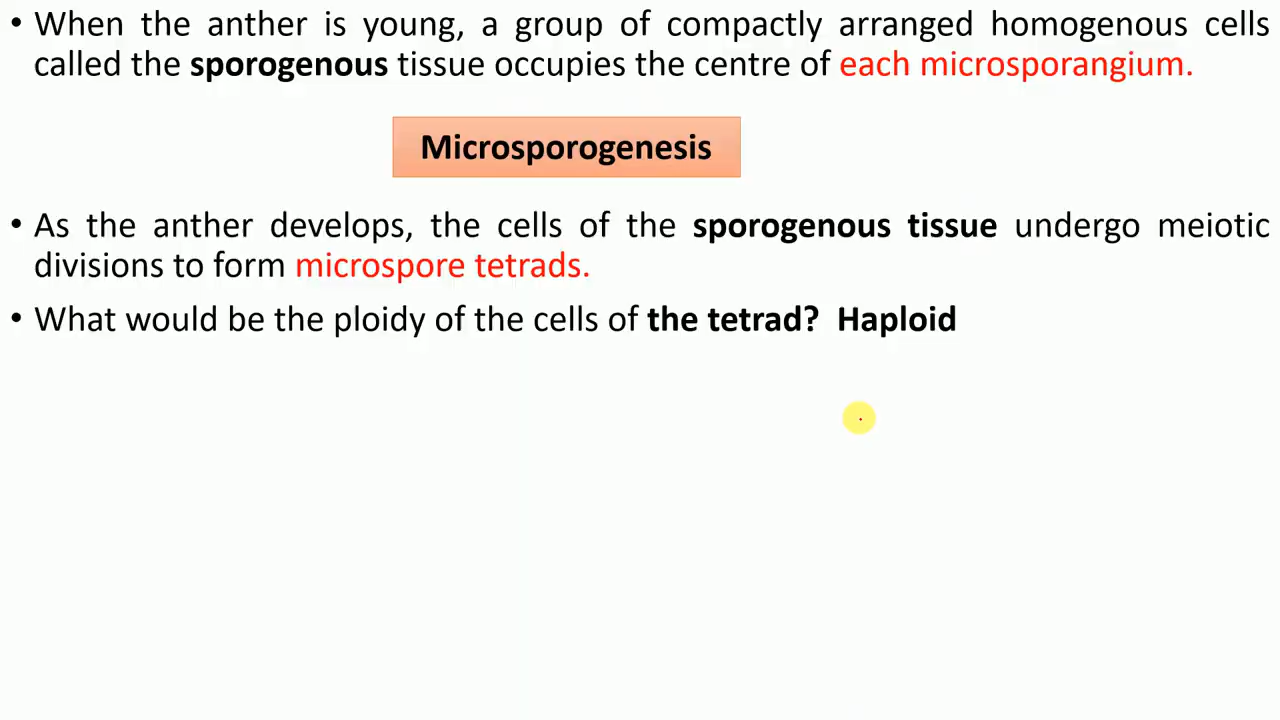 • When the anther is young, a group of compactly arranged homogenous cells
called the sporogenous tissue occupies the centre of each microsporangium.
Microsporogenesis
• As the anther develops, the cells of the sporogenous tissue undergo meiotic
divisions to form microspore tetrads.
• What would be the ploidy of the cells of the tetrad? Haploid